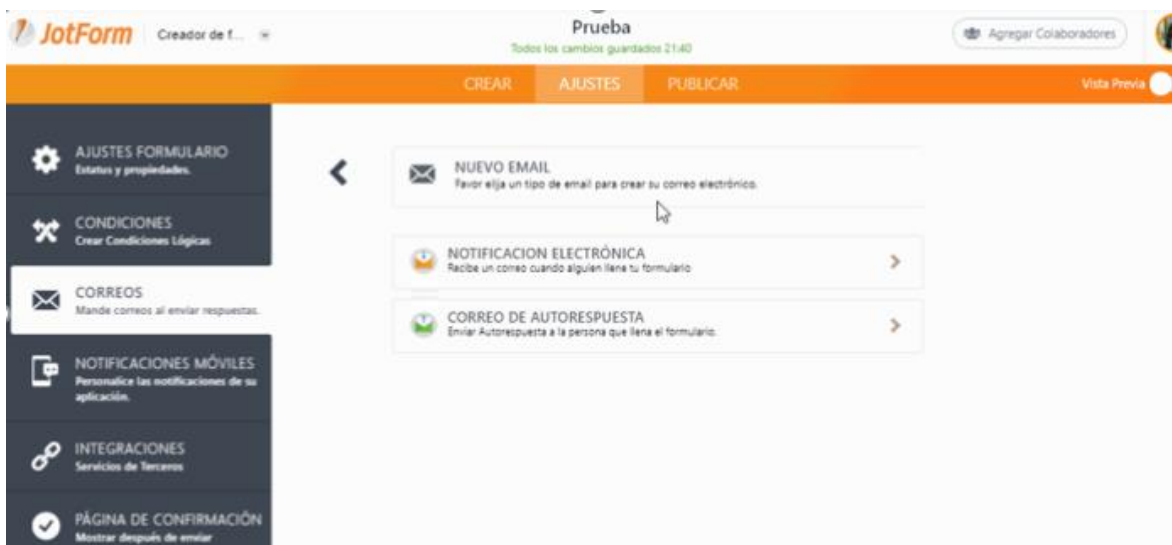 JotForm
Creador de f...
Prueba
Todos los cambios guardados 21:40
Agregar Colaboradores
CREAR
AJUSTES
PUBLICAR
Vista Previa
AJUSTES FORMULARIO
Estatus y propiedades.
CONDICIONES
Crear Condiciones Lógicas
CORREOS
Mande correos al enviar respuestas.
NOTIFICACIONES MÓVILES
Personalice las notificaciones de su
aplicación.
INTEGRACIONES
Servicios de Terceros
PÁGINA DE CONFIRMACIÓN
Mostrar después de enviar
NUEVO EMAIL
Favor elija un tipo de email para crear su correo electrónico.
NOTIFICACION ELECTRÓNICA
Recibe un correo cuando alguien llene tu formulario
CORREO DE AUTORESPUESTA
Enviar Autorespuesta a la persona que llena el formulario.